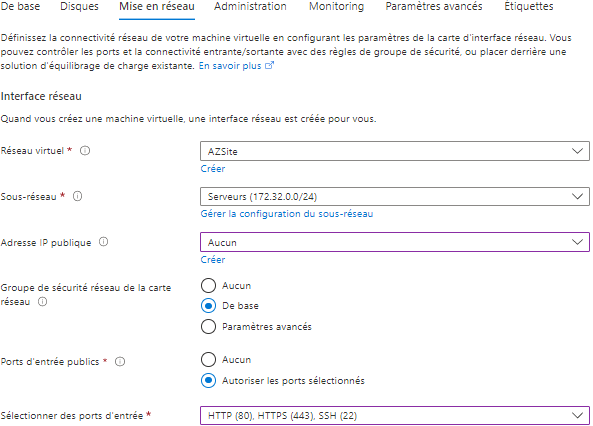 De base Disques Mise en réseau Administration Monitoring Paramètres avancés Étiquettes
Définissez la connectivité réseau de votre machine virtuelle en configurant les paramètres de la carte d'interface réseau. Vous
pouvez contrôler les ports et la connectivité entrante/sortante avec des règles de groupe de sécurité, ou placer derrière une
solution d'équilibrage de charge existante. En savoir plus
Interface réseau
Quand vous créez une machine virtuelle, une interface réseau est créée pour vous.
Réseau virtuel * AZSite
Créer
Sous-réseau * Serveurs (172.32.0.0/24)
Gérer la configuration du sous-réseau
Adresse IP publique Aucun
Créer
Groupe de sécurité réseau de la carte
réseau
Aucun
De base
Paramètres avancés
Ports d'entrée publics *
Aucun
Autoriser les ports sélectionnés
Sélectionner des ports d'entrée * HTTP (80), HTTPS (443), SSH (22)